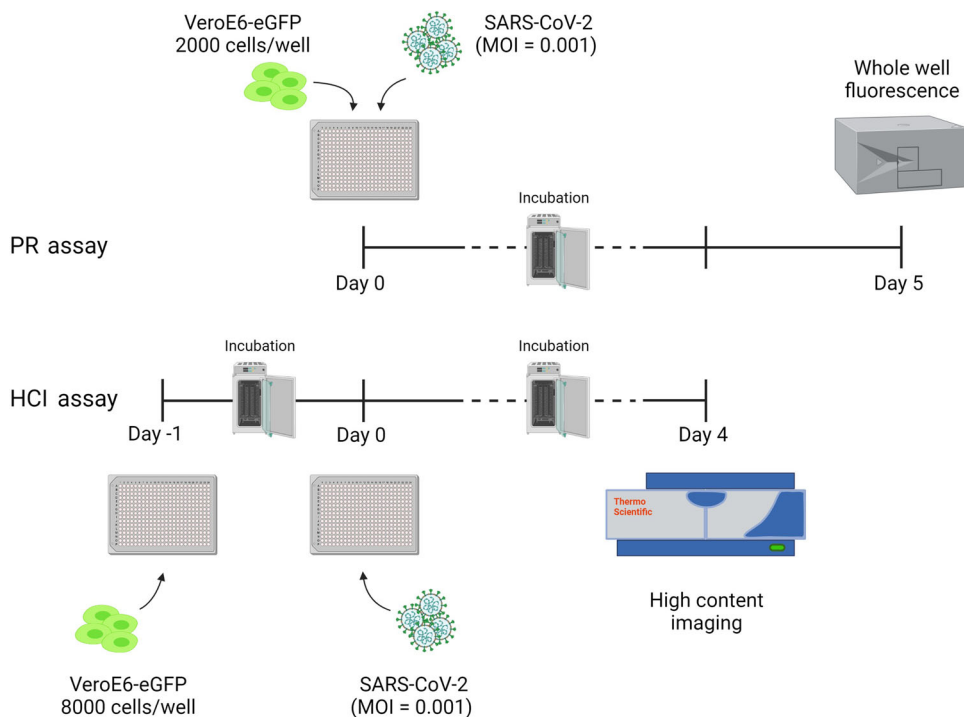 VeroE6-eGFP
2000 cells/well
SARS-CoV-2
(MOI = 0.001)
Whole well
fluorescence
Incubation
PR assay
Day 0
Day 5
Incubation
Incubation
HCI assay
Day -1
Day 0
Day 4
Thermo
Scientific
High content
imaging
VeroE6-eGFP
8000 cells/well
SARS-CoV-2
(MOI = 0.001)